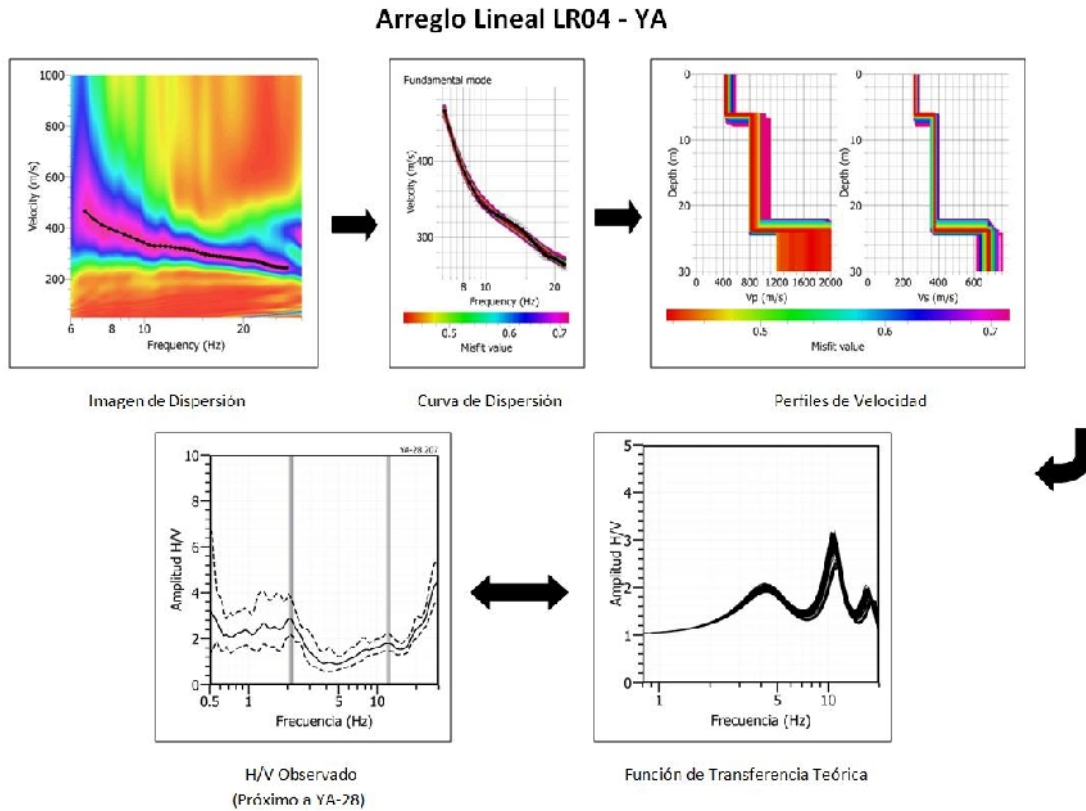 Arreglo Lineal LR04 - YA
1000
800
600
400
200
Velocity (m/s)
6 8 10 20
Frequency (Hz)
Imagen de Dispersión
Fundamental mode
400
300
Velocity (m/s)
8 10 20
Frequency (Hz)
0.5 0.6 0.7
Misfit value
Curva de Dispersión
0
10
20
30
Depth (m)
0 400 800 1200 1600 2000
Vp (m/s)
0
10
20
30
Depth (m)
0 200 400 600
Vs (m/s)
0.5 0.6 0.7
Misfit value
Perfiles de Velocidad
10
8
6
4
2
0
Amplitud H/V
0.5 1 5 10
Frecuencia (Hz)
H/V Observado
(Próximo a YA-28)
5
4
3
2
1
0
Amplitud H/V
1 10
Frecuencia (Hz)
Función de Transferencia Teórica